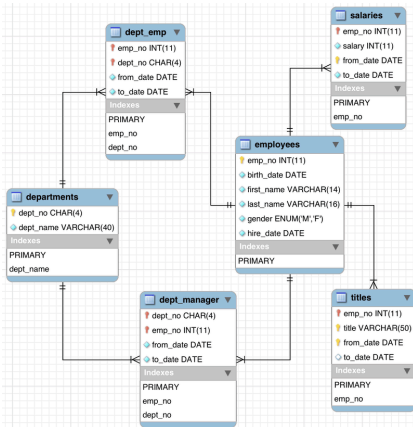 dept_emp
emp_no INT(11)
dept_no CHAR(4)
from_date DATE
to_date DATE
Indexes
PRIMARY
emp_no
dept_no
salaries
emp_no INT(11)
salary INT(11)
from_date DATE
to_date DATE
Indexes
PRIMARY
emp_no
employees
emp_no INT(11)
birth_date DATE
first_name VARCHAR(14)
last_name VARCHAR(16)
gender ENUM('M','F')
hire_date DATE
Indexes
PRIMARY
departments
dept_no CHAR(4)
dept_name VARCHAR(40)
Indexes
PRIMARY
dept_name
dept_manager
dept_no CHAR(4)
emp_no INT(11)
from_date DATE
to_date DATE
Indexes
PRIMARY
emp_no
dept_no
titles
emp_no INT(11)
title VARCHAR(50)
from_date DATE
to_date DATE
Indexes
PRIMARY
emp_no